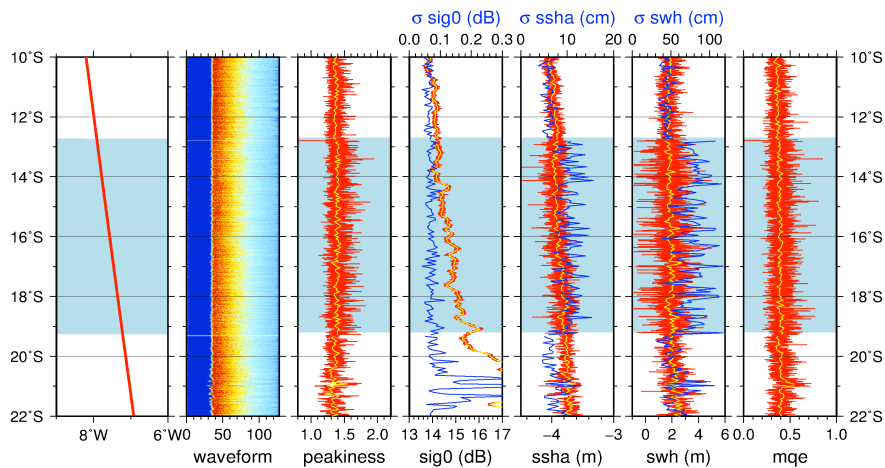 σ sig0 (dB) σ ssha (cm) σ swh (cm)
0.0 0.1 0.2 0.3 0 10 20 0 50 100
10˚S 10˚S
12˚S 12˚S
14˚S 14˚S
16˚S 16˚S
18˚S 18˚S
20˚S 20˚S
22˚S 22˚S
8˚W 6˚W 0 50 100 1.0 1.5 2.0 13 14 15 16 17 −4 −3 0 2 4 6 0.0 0.5 1.0
waveform peakiness sig0 (dB) ssha (m) swh (m) mqe